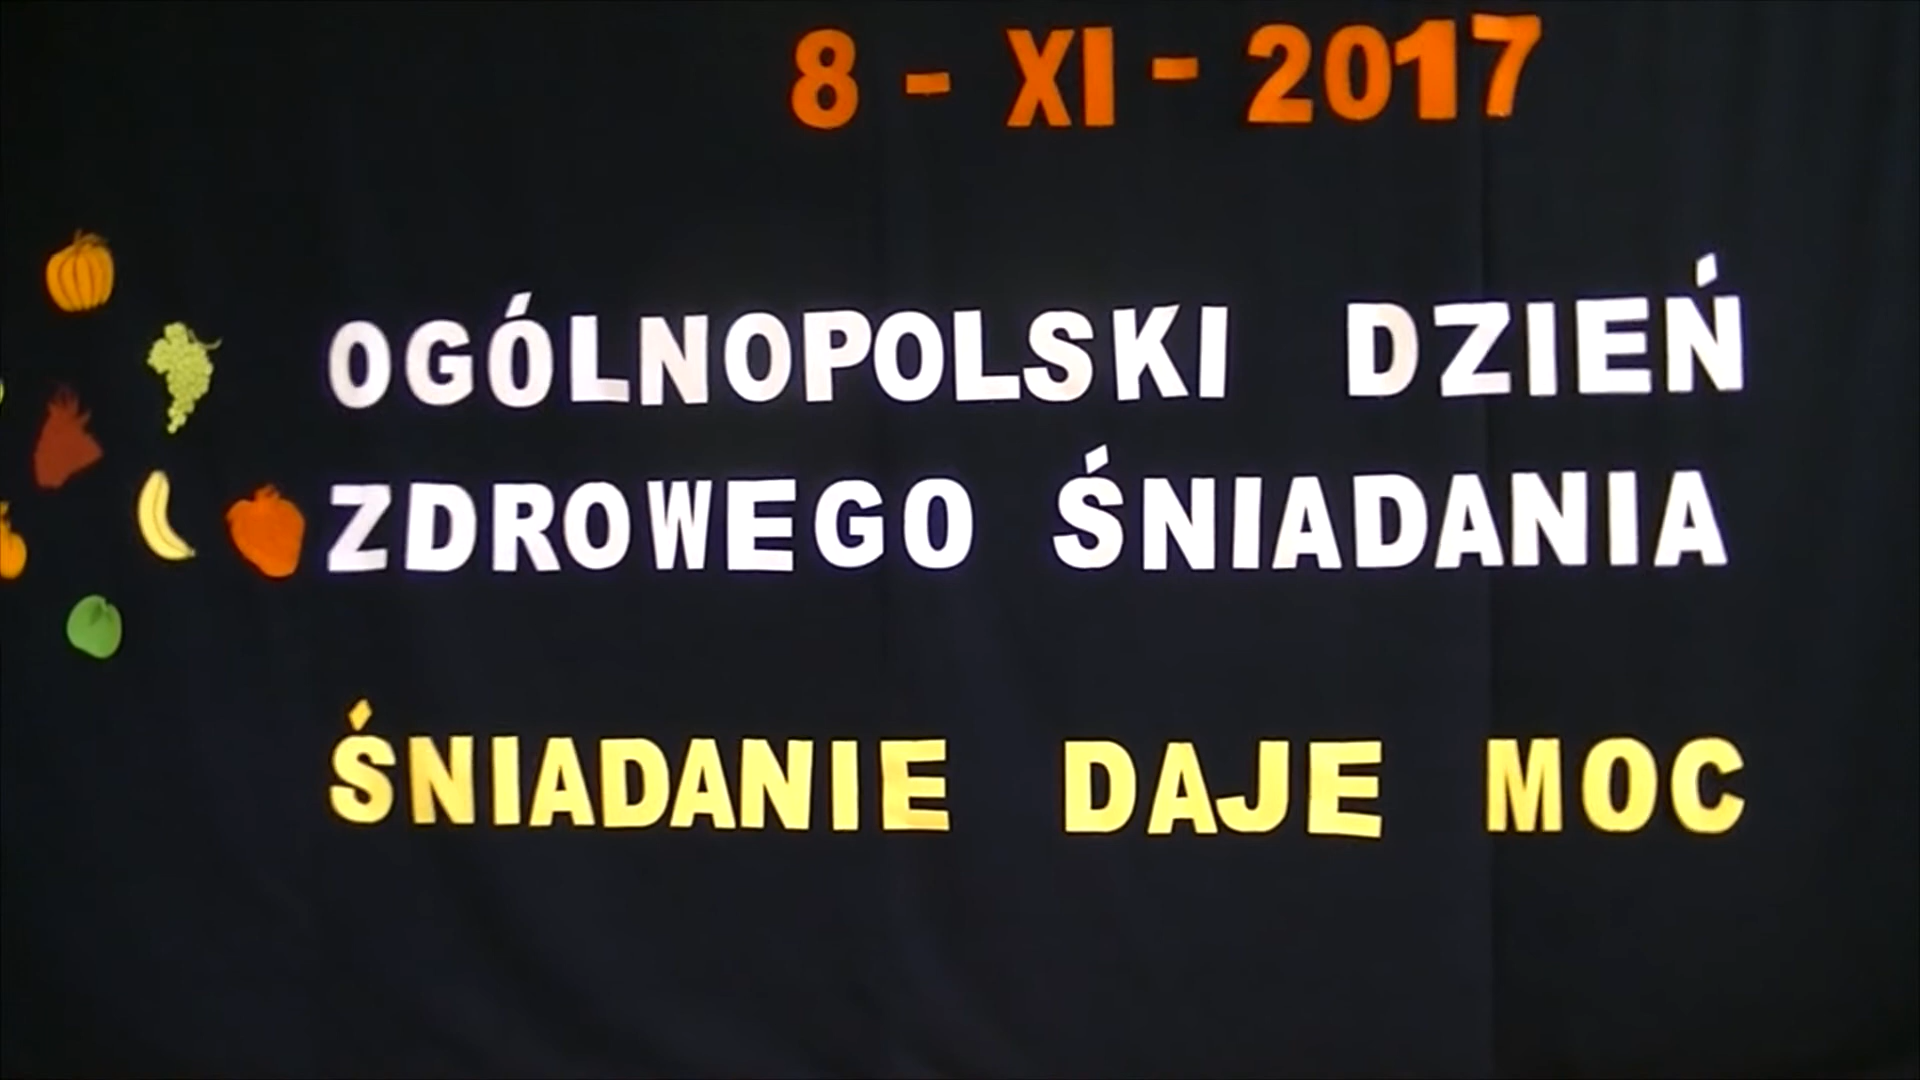 8 - XI - 2017
OGÓLNOPOLSKI DZIEŃ
ZDROWEGO ŚNIADANIA
ŚNIADANIE DAJE MOC